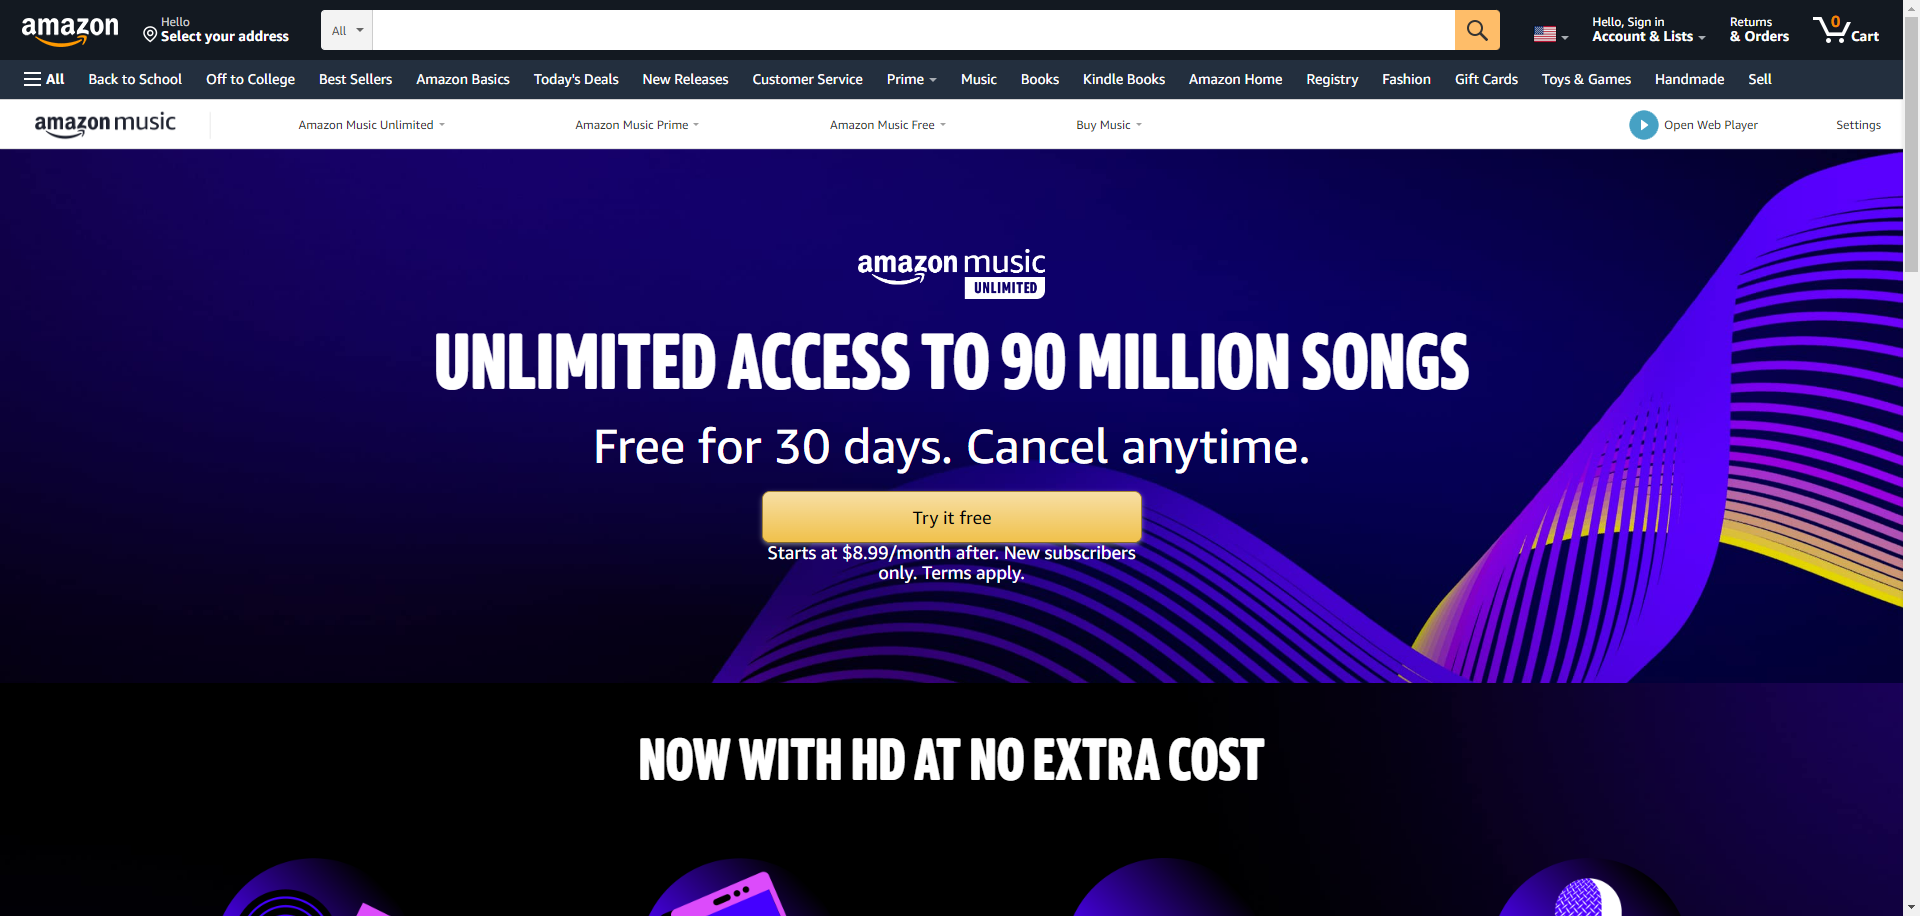 amazon
Hello
Select your address
All
0
Hello, Sign in
Account & Lists
Returns
& Orders
Cart
All
Back to School
Off to College
Best Sellers
Amazon Basics
Today's Deals
New Releases
Customer Service
Prime
Music
Books
Kindle Books
Amazon Home
Registry
Fashion
Gift Cards
Toys & Games
Handmade
Sell
amazon music
Amazon Music Unlimited
Amazon Music Prime
Amazon Music Free
Buy Music
Open Web Player
Settings
amazon music
UNLIMITED
UNLIMITED ACCESS TO 90 MILLION SONGS
Free for 30 days. Cancel anytime.
Try it free
Starts at $8.99/month after. New subscribers
only. Terms apply.
NOW WITH HD AT NO EXTRA COST